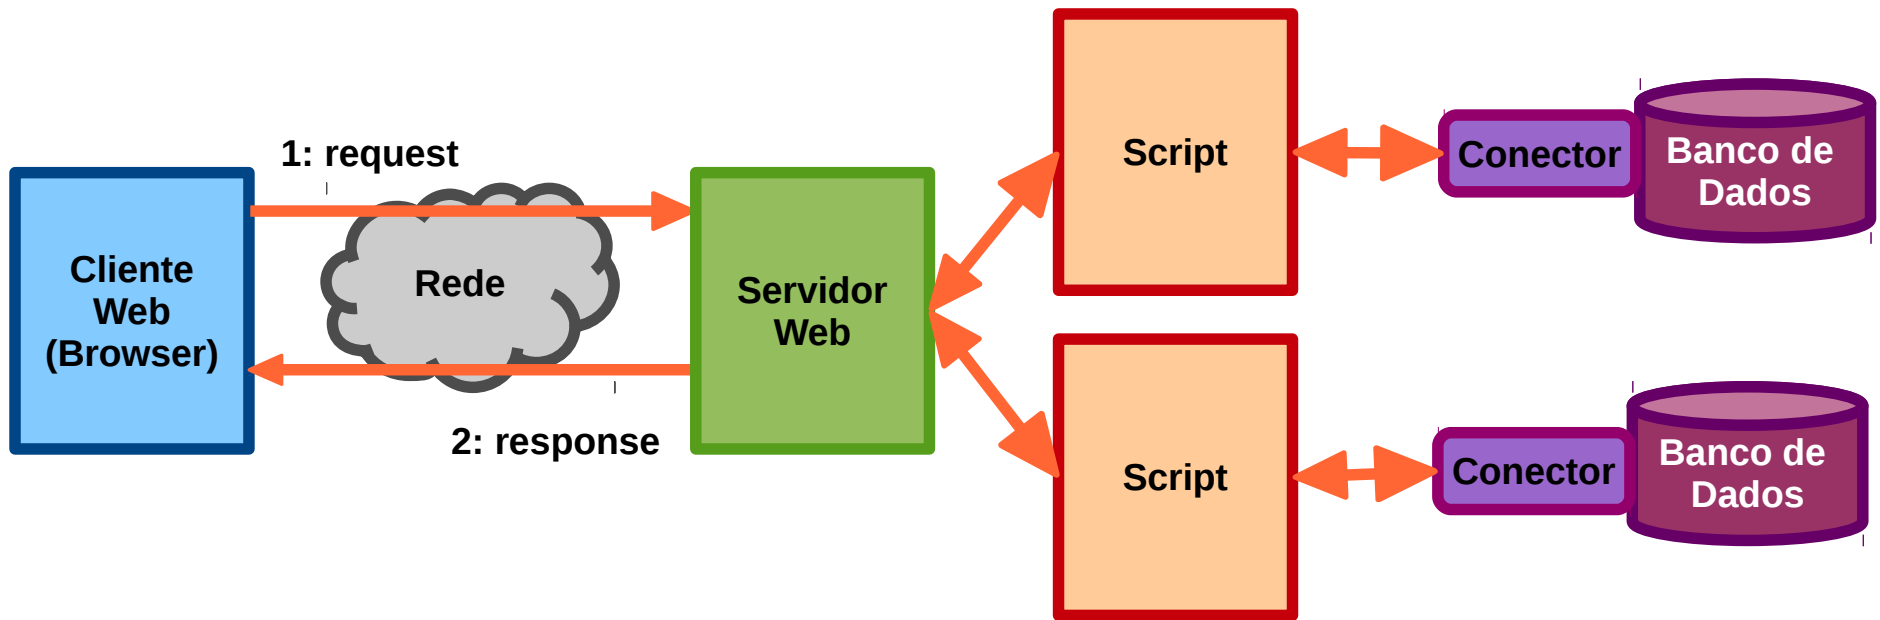 1: request
Cliente
Web
(Browser)
Rede
2: response
Servidor
Web
Script
Conector
Banco de
Dados
Script
Conector
Banco de
Dados